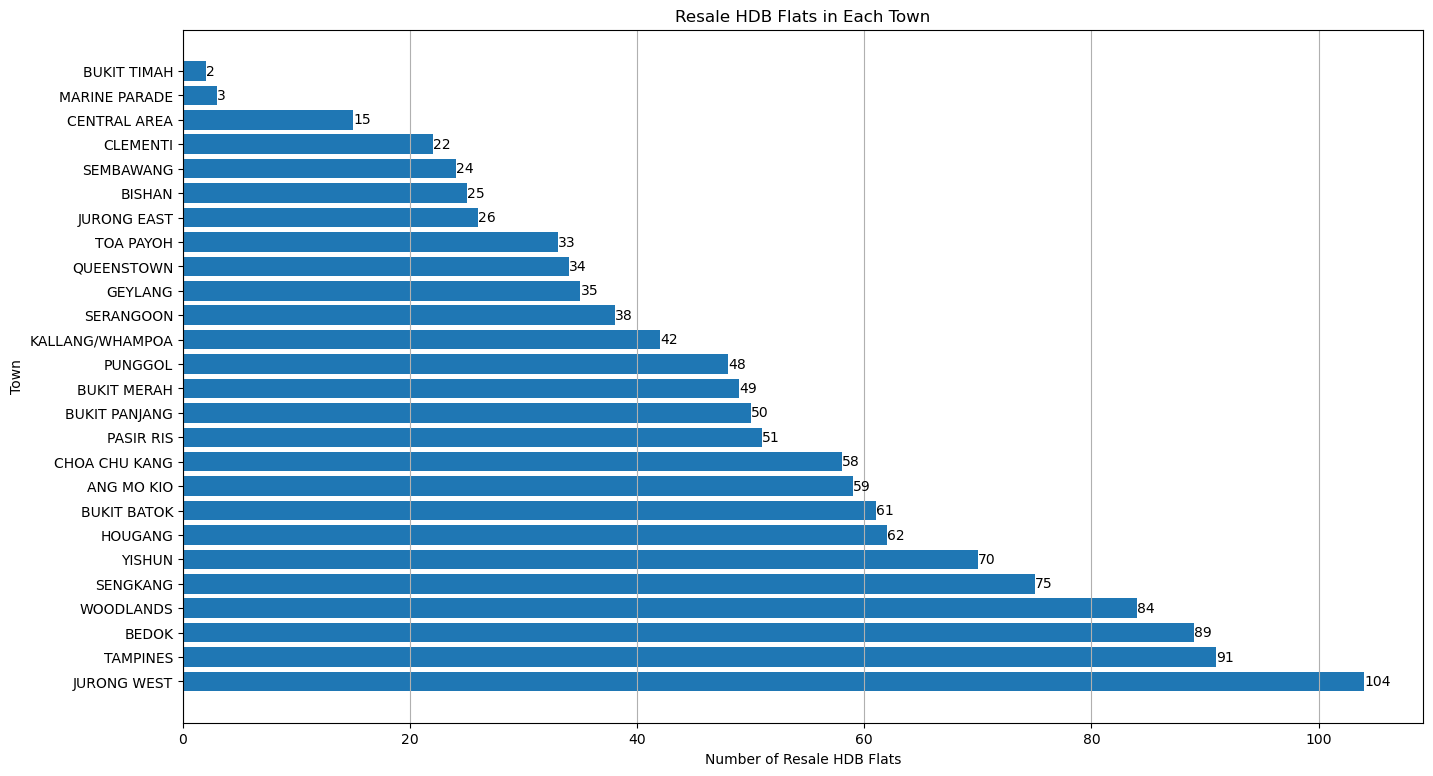 Resale HDB Flats in Each Town
BUKIT TIMAH 2
MARINE PARADE 3
CENTRAL AREA 15
CLEMENTI 22
SEMBAWANG 24
BISHAN 25
JURONG EAST 26
TOA PAYOH 33
QUEENSTOWN 34
GEYLANG 35
SERANGOON 38
KALLANG/WHAMPOA 42
PUNGGOL 48
BUKIT MERAH 49
BUKIT PANJANG 50
PASIR RIS 51
CHOA CHU KANG 58
ANG MO KIO 59
BUKIT BATOK 61
HOUGANG 62
YISHUN 70
SENGKANG 75
WOODLANDS 84
BEDOK 89
TAMPINES 91
JURONG WEST 104
Town
0 20 40 60 80 100
Number of Resale HDB Flats